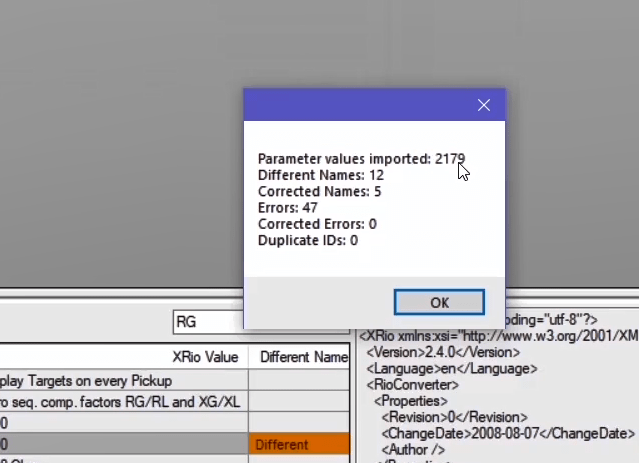 Parameter values imported: 2179
Different Names: 12
Corrected Names: 5
Errors: 47
Corrected Errors: 0
Duplicate IDs: 0
OK
RG
XRio Value Different Name
play Targets on every Pickup
ro seq. comp. factors RG/RL and XG/XL
0
0 Different
oding="utf-8"?>
<XRio xmlns:xsi="http://www.w3.org/2001/XM
<Version>2.4.0</Version>
<Language>en</Language>
<RioConverter>
<Properties>
<Revision>0</Revision>
<ChangeDate>2008-08-07</ChangeDate>
<Author />